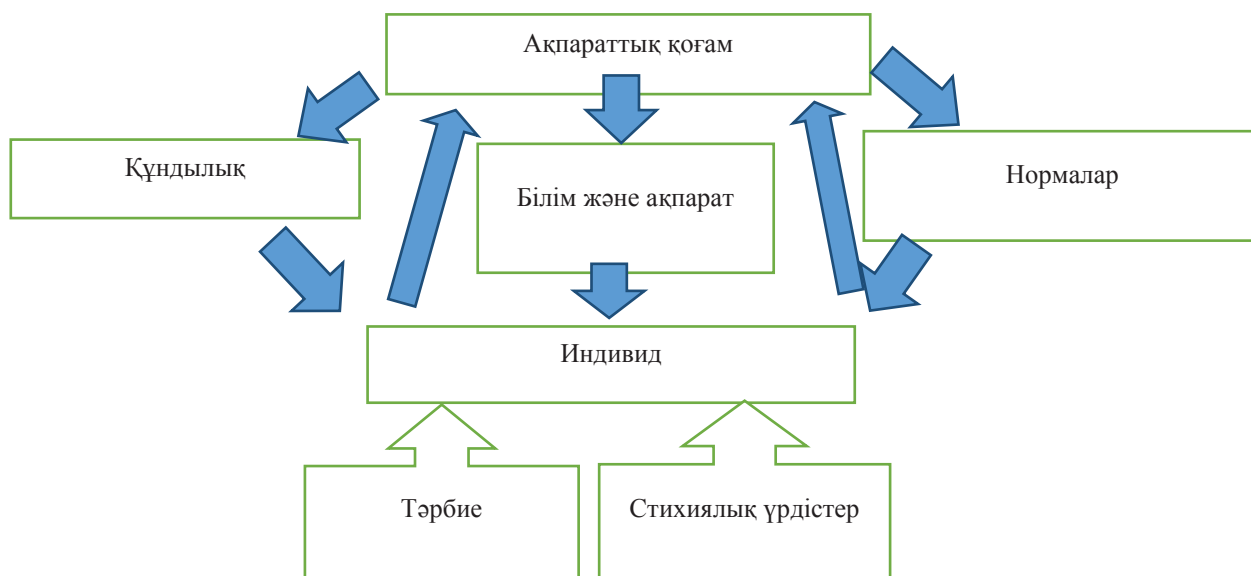 Ақпараттық қоғам
Құндылық
Білім және ақпарат
Нормалар
Индивид
Тәрбие
Стихиялық үрдістер